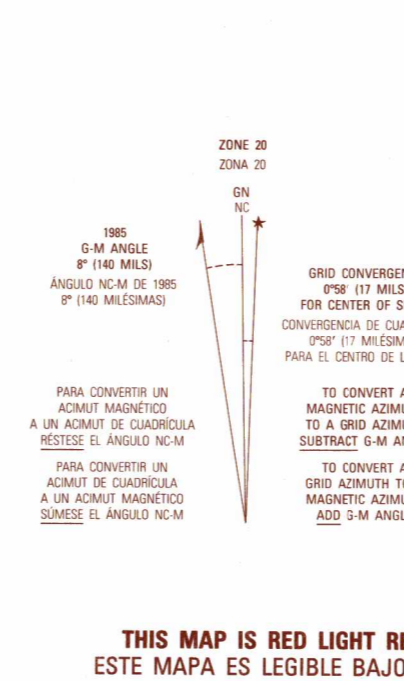 ZONE 20
ZONA 20
GN
NC
1985
G-M ANGLE
8° (140 MILS)
ÁNGULO NC-M DE 1985
8° (140 MILÉSIMAS)
GRID CONVERGEN
0°58' (17 MILS
FOR CENTER OF S
CONVERGENCIA DE CUA
0°58' (17 MILÉSIM
PARA EL CENTRO DE L
PARA CONVERTIR UN
ACIMUT MAGNÉTICO
A UN ACIMUT DE CUADRÍCULA
RÉSTESE EL ÁNGULO NC-M
PARA CONVERTIR UN
ACIMUT DE CUADRÍCULA
A UN ACIMUT MAGNÉTICO
SÚMESE EL ÁNGULO NC-M
TO CONVERT A
MAGNETIC AZIMU
TO A GRID AZIMU
SUBTRACT G-M AN
TO CONVERT A
GRID AZIMUTH TO
MAGNETIC AZIMU
ADD G-M ANGL
THIS MAP IS RED LIGHT RE
ESTE MAPA ES LEGIBLE BAJO